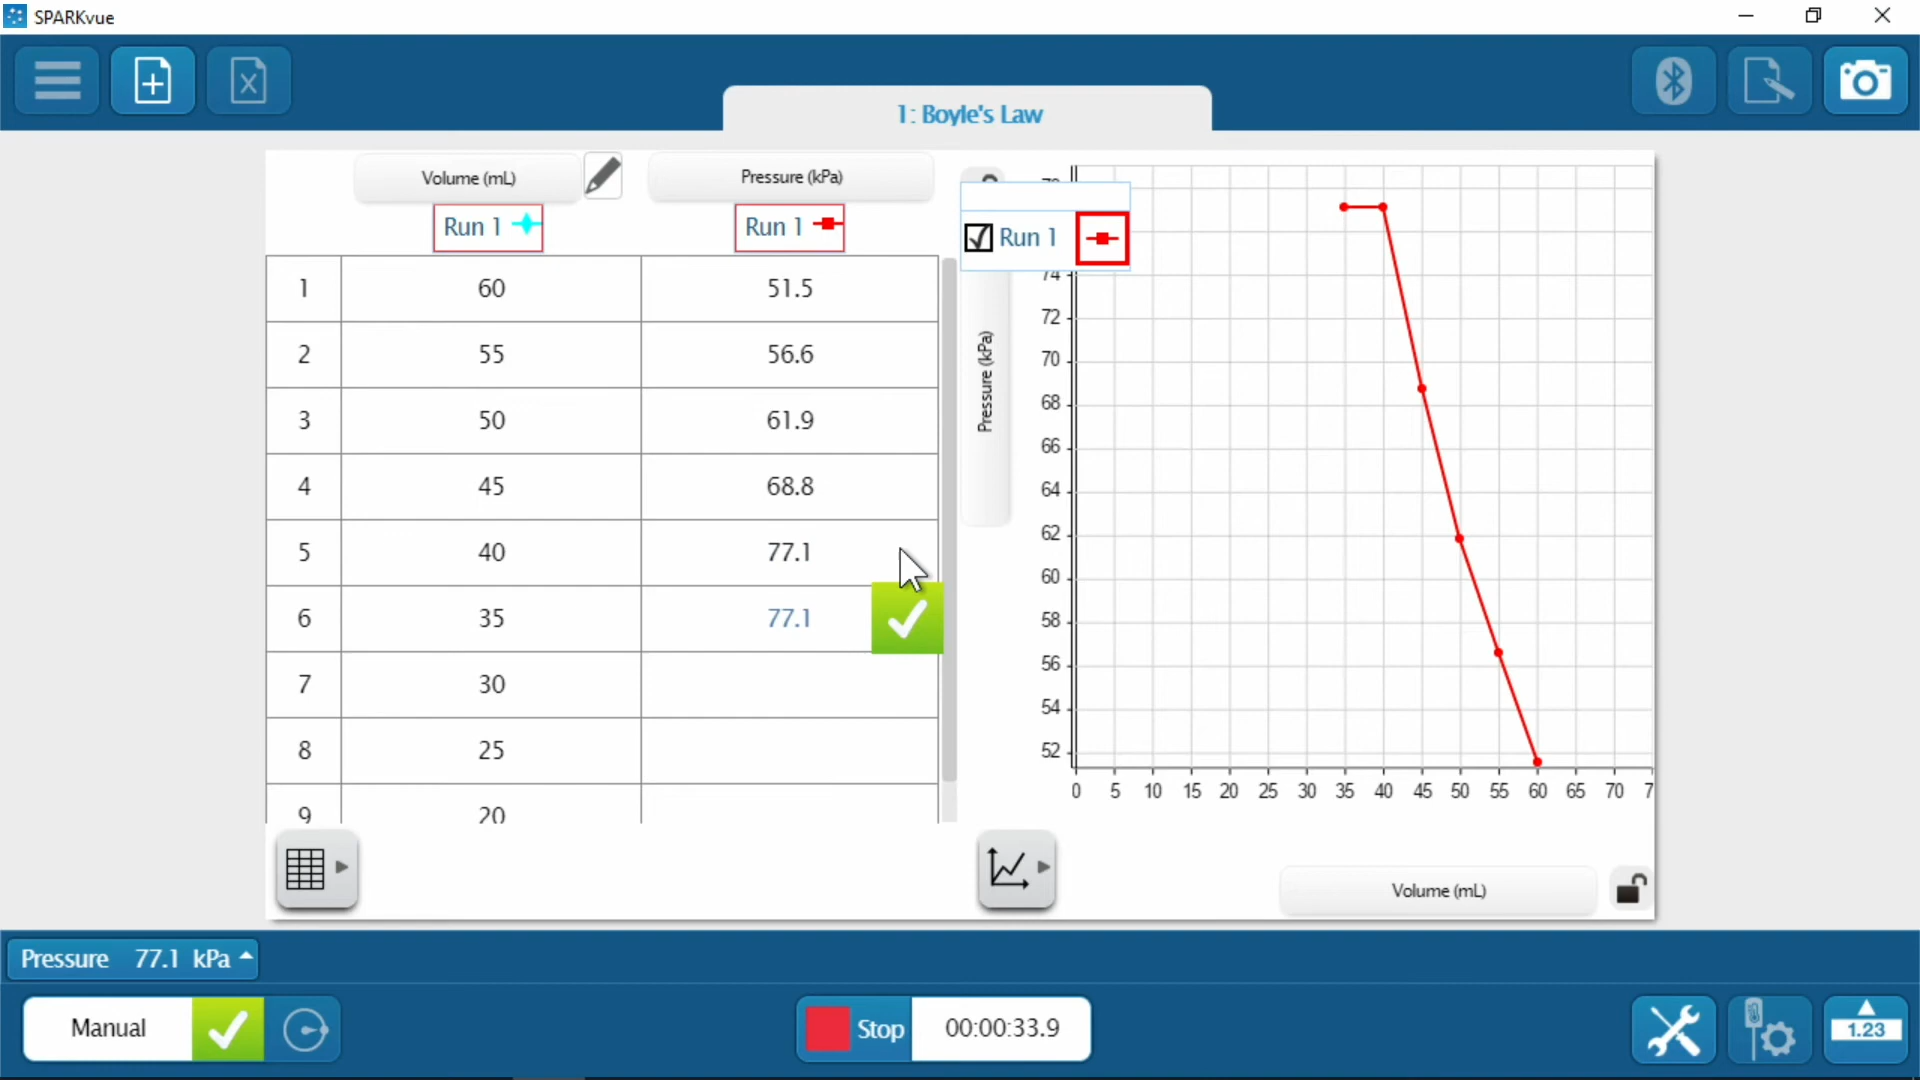 SPARKvue
1: Boyle's Law
Volume (mL)
Pressure (kPa)
Run 1
Run 1
1 60 51.5
2 55 56.6
3 50 61.9
4 45 68.8
5 40 77.1
6 35 77.1
7 30
8 25
9 20
Run 1
Pressure (kPa)
74
72
70
68
66
64
62
60
58
56
54
52
0 5 10 15 20 25 30 35 40 45 50 55 60 65 70 7
Volume (mL)
Pressure 77.1 kPa
Manual
Stop 00:00:33.9
1.23